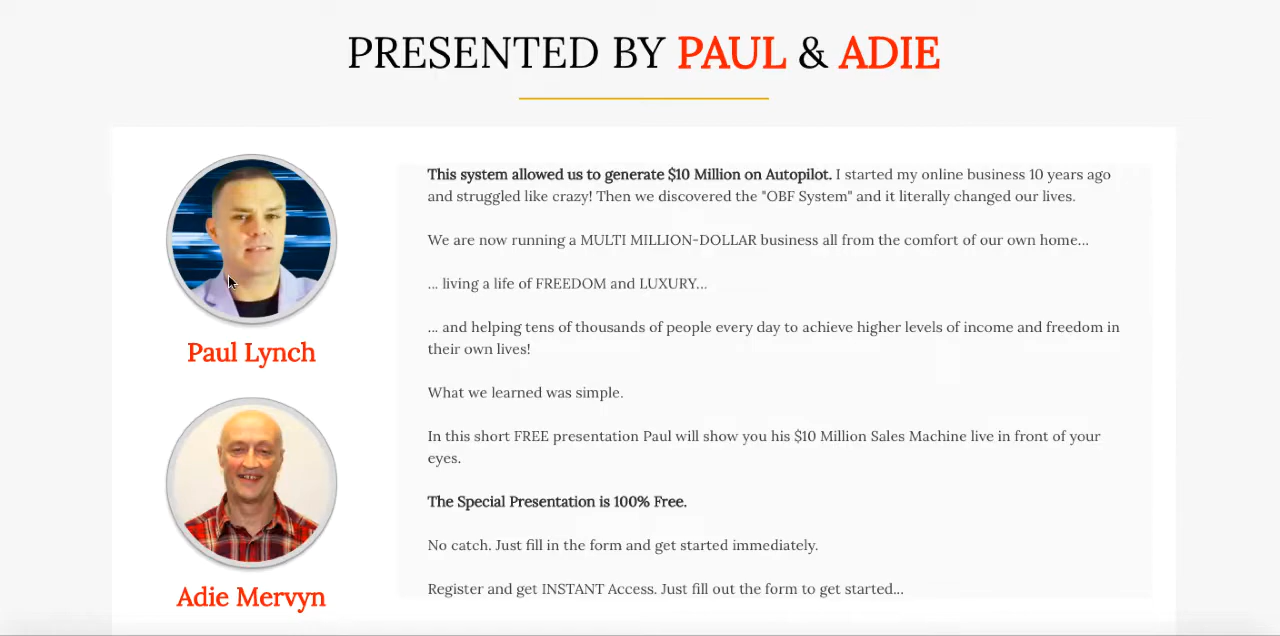 PRESENTED BY PAUL & ADIE
Paul Lynch
Adie Mervyn
This system allowed us to generate $10 Million on Autopilot. I started my online business 10 years ago
and struggled like crazy! Then we discovered the "OBF System" and it literally changed our lives.
We are now running a MULTI MILLION-DOLLAR business all from the comfort of our own home...
... living a life of FREEDOM and LUXURY...
... and helping tens of thousands of people every day to achieve higher levels of income and freedom in
their own lives!
What we learned was simple.
In this short FREE presentation Paul will show you his $10 Million Sales Machine live in front of your
eyes.
The Special Presentation is 100% Free.
No catch. Just fill in the form and get started immediately.
Register and get INSTANT Access. Just fill out the form to get started...